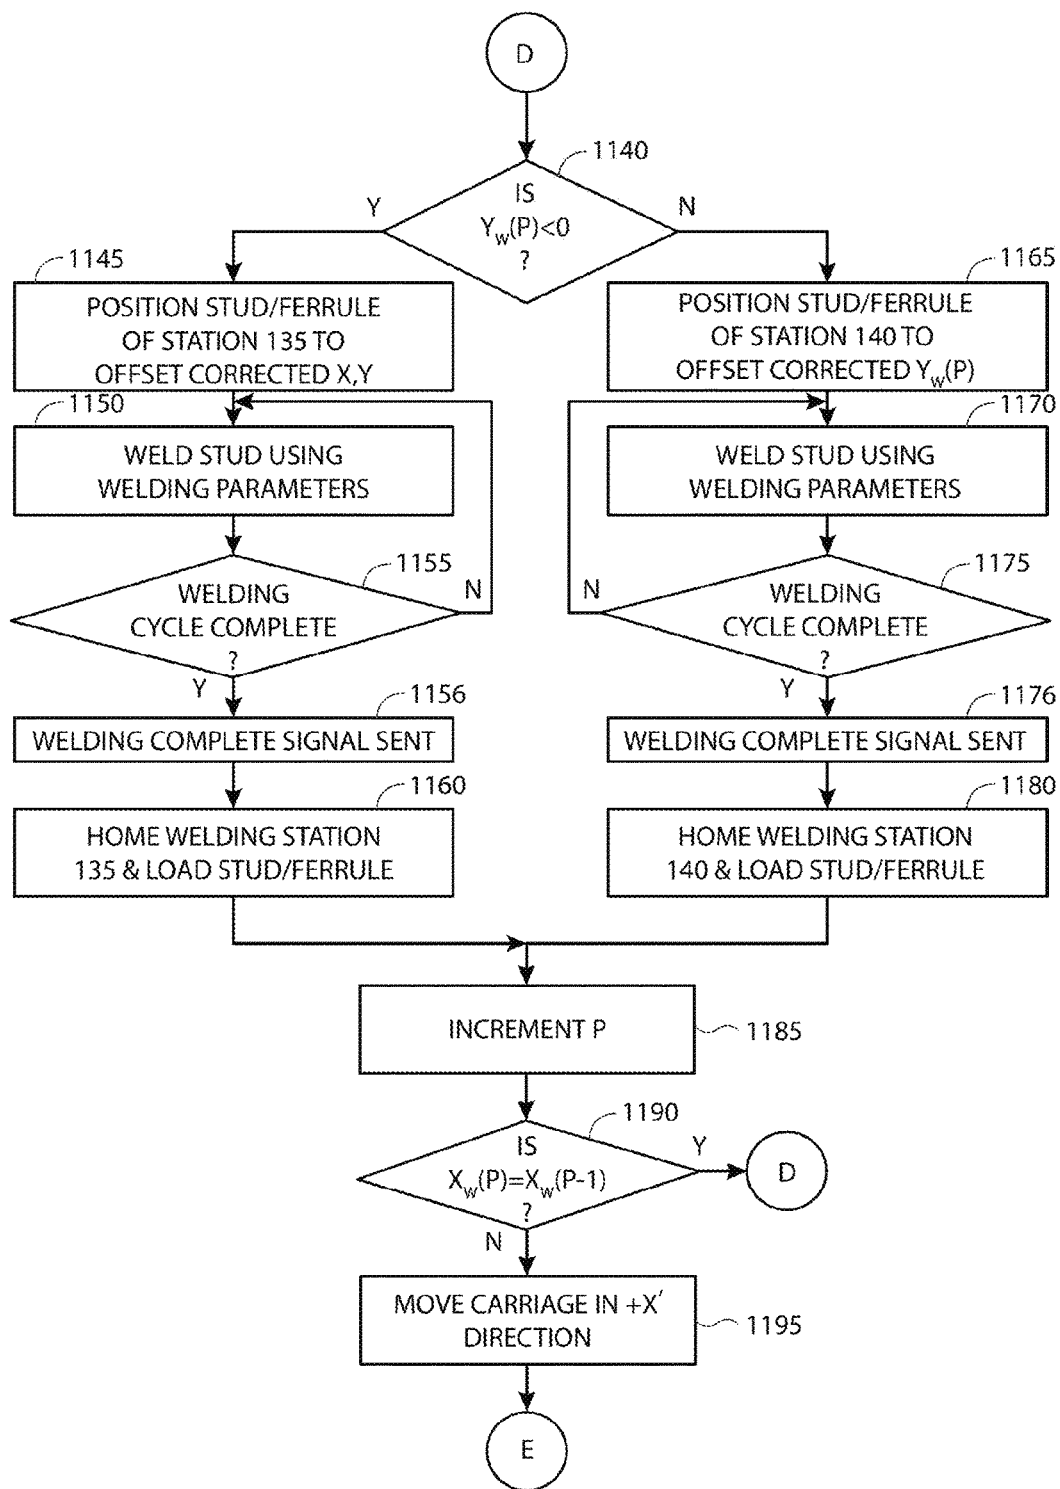 D
1140
IS
Y_W(P)<0
?
Y
N
1145
POSITION STUD/FERRULE
OF STATION 135 TO
OFFSET CORRECTED X,Y
1165
POSITION STUD/FERRULE
OF STATION 140 TO
OFFSET CORRECTED Y_W(P)
1150
WELD STUD USING
WELDING PARAMETERS
1170
WELD STUD USING
WELDING PARAMETERS
1155
WELDING
CYCLE COMPLETE
?
N
Y
1175
WELDING
CYCLE COMPLETE
?
N
Y
1156
WELDING COMPLETE SIGNAL SENT
1176
WELDING COMPLETE SIGNAL SENT
1160
HOME WELDING STATION
135 & LOAD STUD/FERRULE
1180
HOME WELDING STATION
140 & LOAD STUD/FERRULE
INCREMENT P
1185
1190
IS
X_W(P)=X_W(P-1)
?
Y
D
N
MOVE CARRIAGE IN +X′
DIRECTION
1195
E